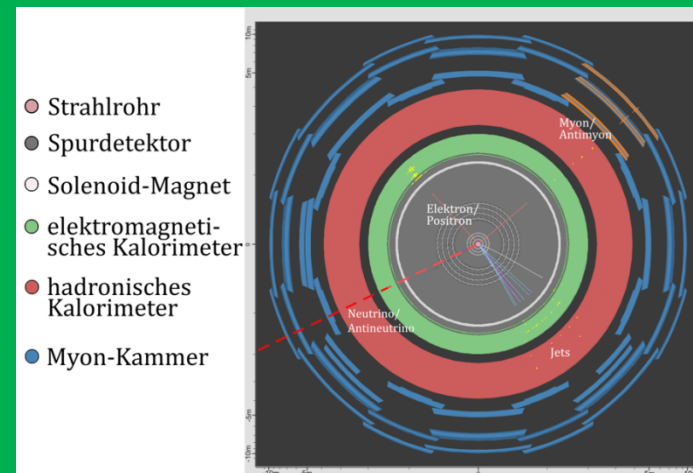 Strahlrohr
Spurdetektor
Solenoid-Magnet
elektromagneti-
sches Kalorimeter
hadronisches
Kalorimeter
Myon-Kammer
10m
5m
0
-5m
-10m
Myon/
Antimyon
Elektron/
Positron
Neutrino/
Antineutrino
Jets